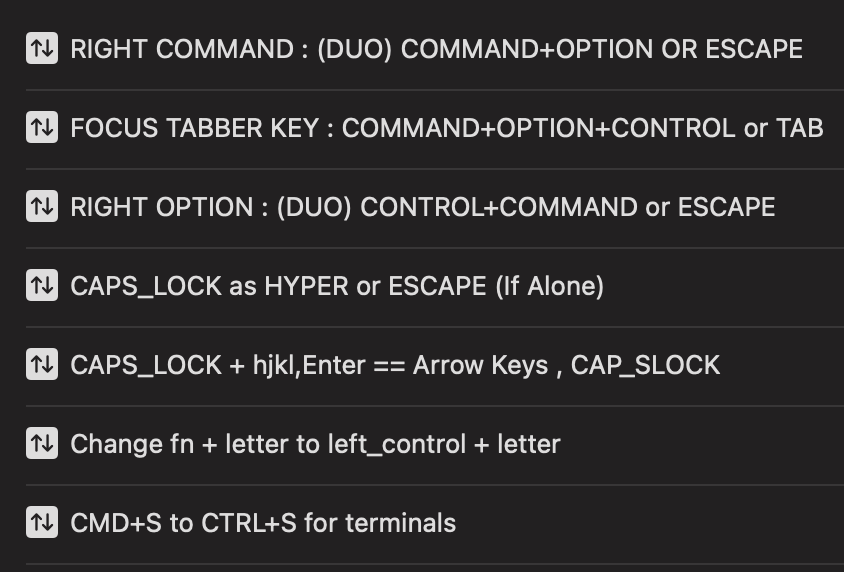 RIGHT COMMAND : (DUO) COMMAND+OPTION OR ESCAPE
FOCUS TABBER KEY : COMMAND+OPTION+CONTROL or TAB
RIGHT OPTION : (DUO) CONTROL+COMMAND or ESCAPE
CAPS_LOCK as HYPER or ESCAPE (If Alone)
CAPS_LOCK + hjkl,Enter == Arrow Keys , CAP_SLOCK
Change fn + letter to left_control + letter
CMD+S to CTRL+S for terminals